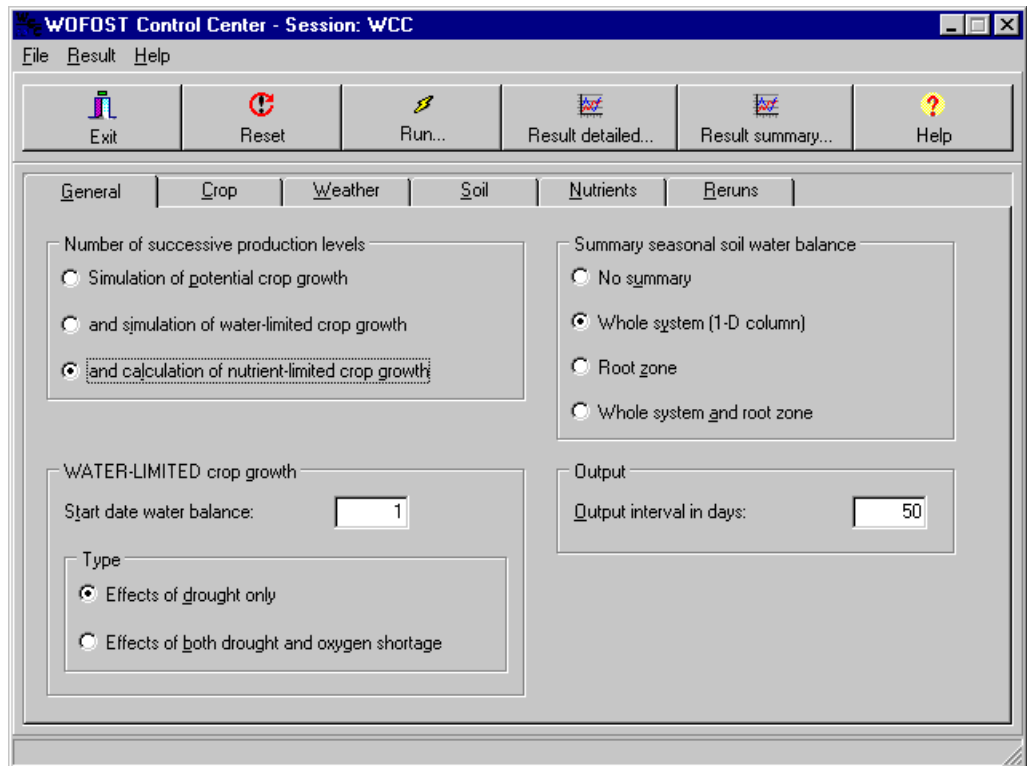 WOFOST Control Center - Session: WCC
File Result Help
Exit Reset Run... Result detailed... Result summary... Help
General Crop Weather Soil Nutrients Reruns
Number of successive production levels
Simulation of potential crop growth
and simulation of water-limited crop growth
and calculation of nutrient-limited crop growth
Summary seasonal soil water balance
No summary
Whole system (1-D column)
Root zone
Whole system and root zone
WATER-LIMITED crop growth
Start date water balance: 1
Type
Effects of drought only
Effects of both drought and oxygen shortage
Output
Output interval in days: 50